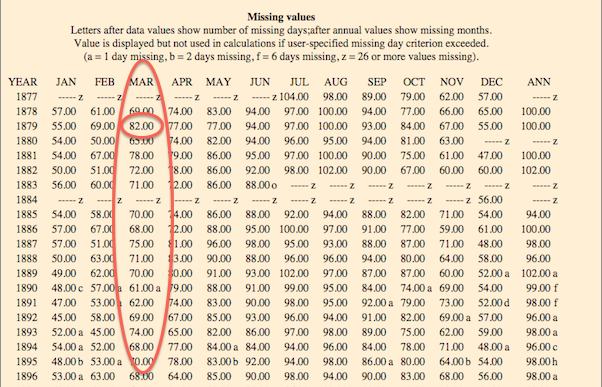 Missing values
Letters after data values show number of missing days;after annual values show missing months.
Value is displayed but not used in calculations if user-specified missing day criterion exceeded.
(a = 1 day missing, b = 2 days missing, f = 6 days missing, z = 26 or more values missing).
YEAR JAN FEB MAR APR MAY JUN JUL AUG SEP OCT NOV DEC ANN
1877 ----- z ----- z ----- z ----- z ----- z ----- z 104.00 98.00 89.00 79.00 62.00 57.00 ----- z
1878 57.00 61.00 69.00 74.00 83.00 94.00 97.00 100.00 94.00 77.00 66.00 65.00 100.00
1879 55.00 69.00 82.00 77.00 77.00 94.00 97.00 100.00 93.00 84.00 67.00 55.00 100.00
1880 54.00 50.00 65.00 74.00 82.00 94.00 96.00 95.00 94.00 81.00 63.00 ----- z ----- z
1881 54.00 67.00 78.00 79.00 86.00 95.00 97.00 100.00 90.00 75.00 61.00 47.00 100.00
1882 50.00 51.00 72.00 78.00 86.00 92.00 98.00 102.00 90.00 67.00 60.00 60.00 102.00
1883 56.00 60.00 71.00 72.00 86.00 88.00 o ----- z ----- z ----- z ----- z ----- z ----- z ----- z
1884 ----- z ----- z ----- z ----- z ----- z ----- z ----- z ----- z ----- z ----- z ----- z 56.00 ----- z
1885 54.00 58.00 70.00 74.00 86.00 88.00 92.00 94.00 88.00 82.00 71.00 54.00 94.00
1886 57.00 67.00 68.00 72.00 88.00 95.00 100.00 97.00 91.00 77.00 59.00 61.00 100.00
1887 57.00 51.00 75.00 81.00 96.00 98.00 95.00 93.00 88.00 87.00 71.00 48.00 98.00
1888 50.00 63.00 71.00 83.00 90.00 88.00 96.00 96.00 94.00 80.00 64.00 58.00 96.00
1889 49.00 62.00 70.00 80.00 91.00 93.00 102.00 97.00 87.00 87.00 60.00 52.00 a 102.00 a
1890 48.00 c 57.00 a 61.00 a 79.00 88.00 91.00 99.00 95.00 84.00 74.00 a 69.00 54.00 99.00 f
1891 47.00 53.00 62.00 74.00 83.00 90.00 98.00 95.00 92.00 a 79.00 73.00 52.00 d 98.00 f
1892 45.00 58.00 69.00 67.00 85.00 93.00 96.00 94.00 91.00 82.00 69.00 a 57.00 96.00 a
1893 52.00 a 45.00 74.00 65.00 82.00 86.00 97.00 98.00 89.00 75.00 62.00 59.00 98.00 a
1894 54.00 a 52.00 68.00 77.00 84.00 a 84.00 94.00 96.00 84.00 78.00 71.00 48.00 a 96.00 c
1895 48.00 b 53.00 a 70.00 78.00 83.00 b 92.00 94.00 98.00 86.00 a 80.00 64.00 b 54.00 98.00 h
1896 53.00 a 63.00 68.00 64.00 85.00 90.00 98.00 94.00 90.00 83.00 68.00 56.00 98.00 a